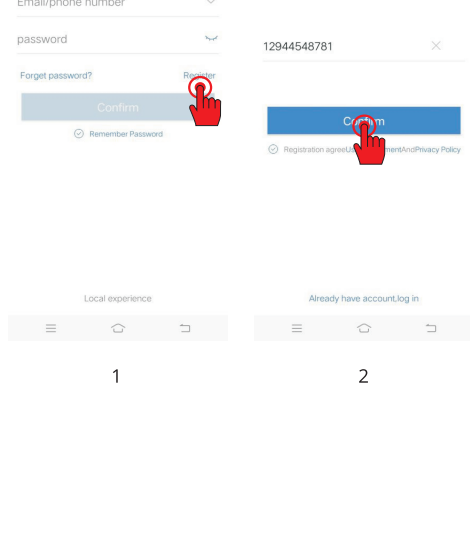 Email/phone number
password
Forget password? Register
Confirm
Remember Password
Local experience
1
12944548781
Confirm
Registration agree AndPrivacy Policy
Already have account,log in
2